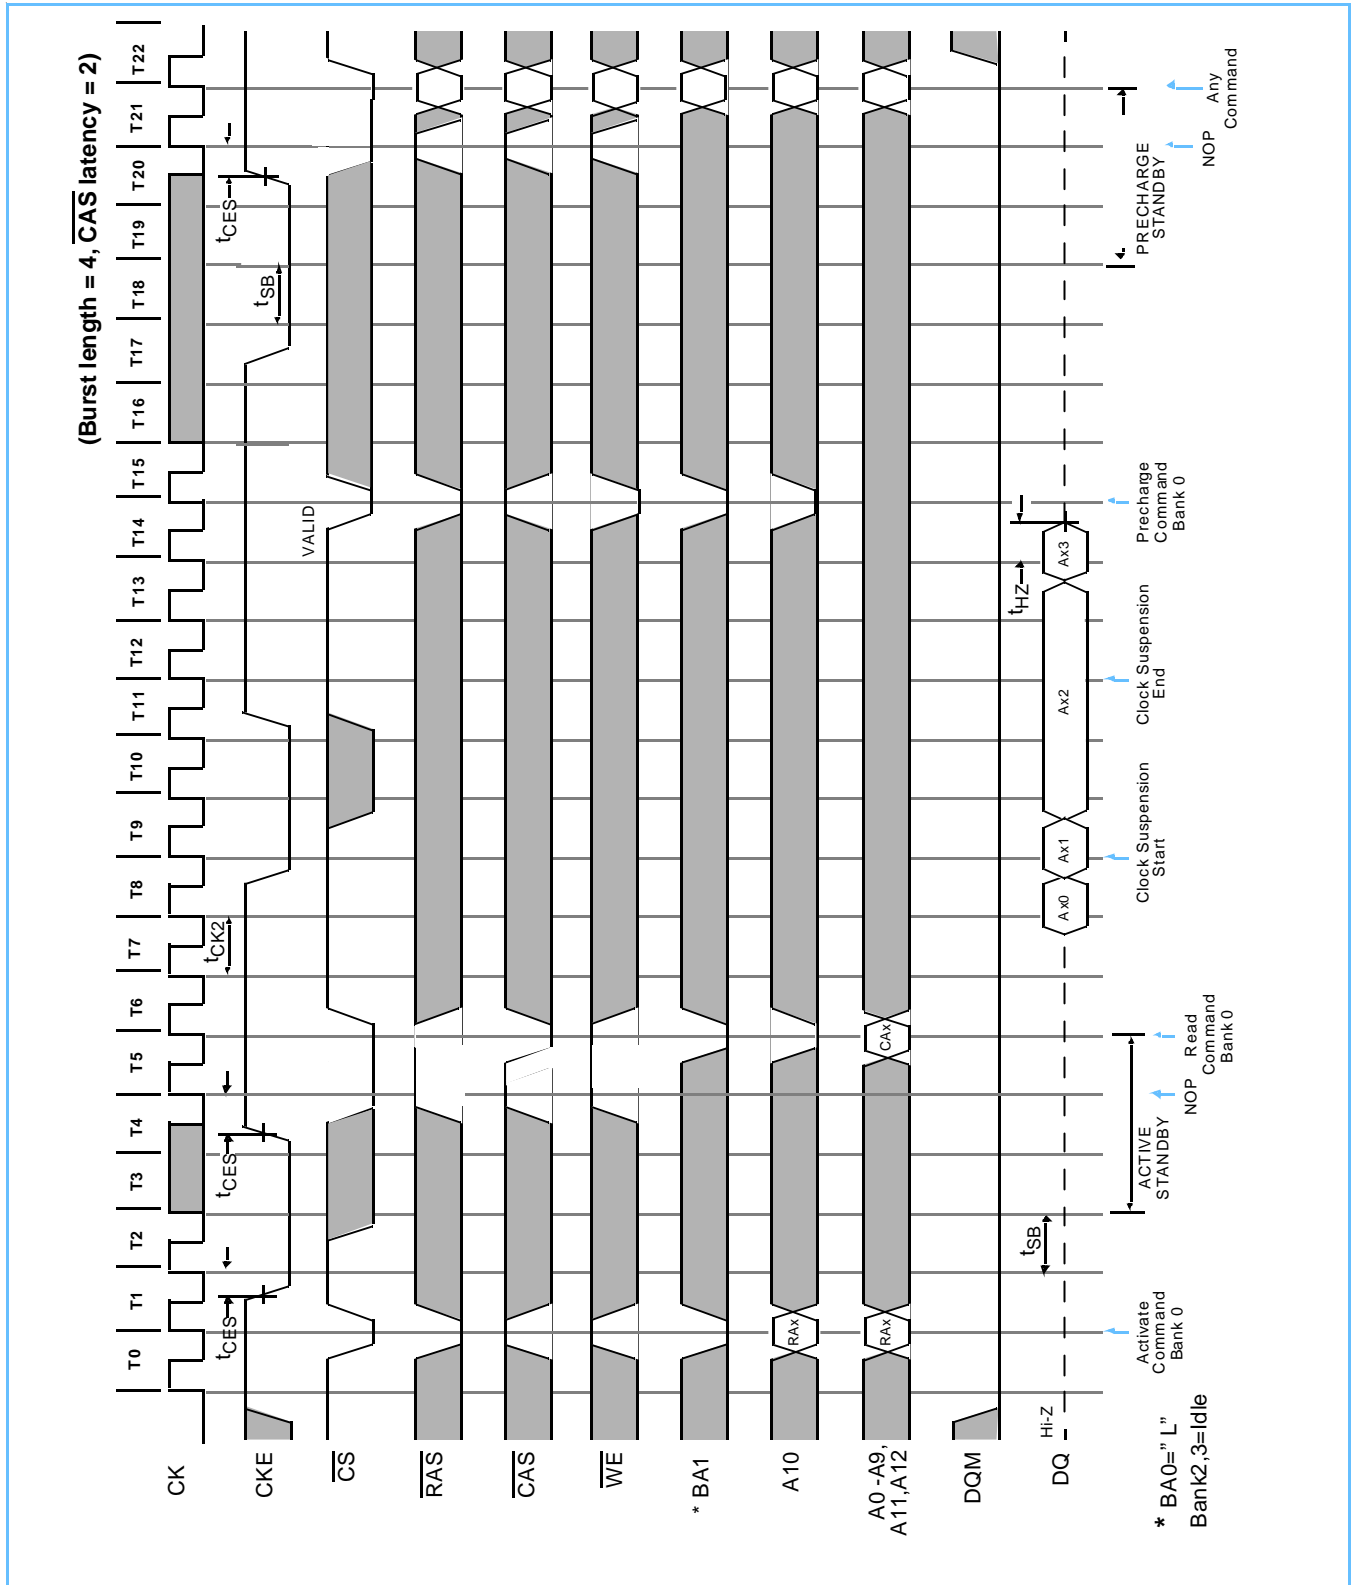 (Burst length = 4, CAS latency = 2)
T0 T1 T2 T3 T4 T5 T6 T7 T8 T9 T10 T11 T12 T13 T14 T15 T16 T17 T18 T19 T20 T21 T22
CK
tCK2
CKE
tCES
tCES
tSB
tCES
CS
VALID
RAS
CAS
WE
* BA1
A10
RAx
A0 -A9,
A11,A12
RAx
CAx
DQM
DQ
Hi-Z
tSB
Ax0
Ax1
Ax2
Ax3
tHZ
ACTIVE
STANDBY
PRECHARGE
STANDBY
Activate
Command
Bank 0
NOP
Read
Command
Bank 0
Clock Suspension
Start
Clock Suspension
End
Precharge
Command
Bank 0
NOP
Any
Command
* BA0=” L”
Bank2,3=Idle